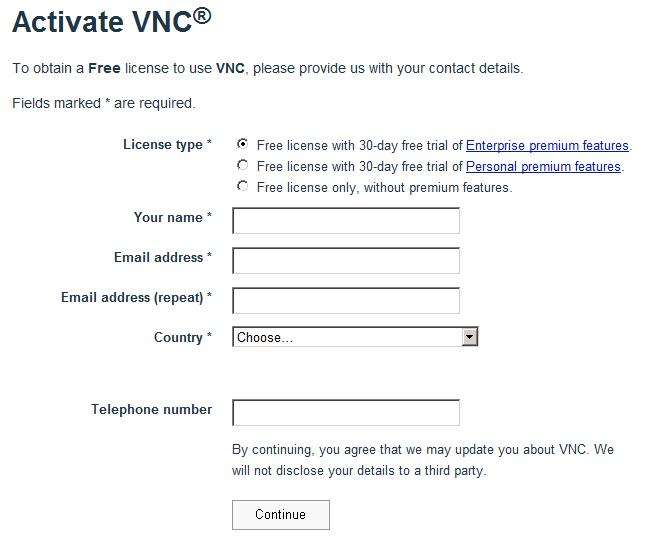 Activate VNC®
To obtain a Free license to use VNC, please provide us with your contact details.
Fields marked * are required.
License type *
Free license with 30-day free trial of Enterprise premium features.
Free license with 30-day free trial of Personal premium features.
Free license only, without premium features.
Your name *
Email address *
Email address (repeat) *
Country *
Choose...
Telephone number
By continuing, you agree that we may update you about VNC. We
will not disclose your details to a third party.
Continue